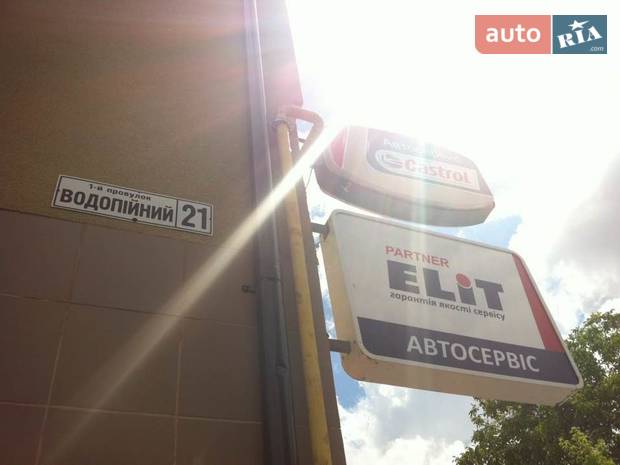 auto RIA.com
1-й провулок
ВОДОПІЙНИЙ 21
Castrol
PARTNER
ELiT
гарантія якості сервісу
АВТОСЕРВІС